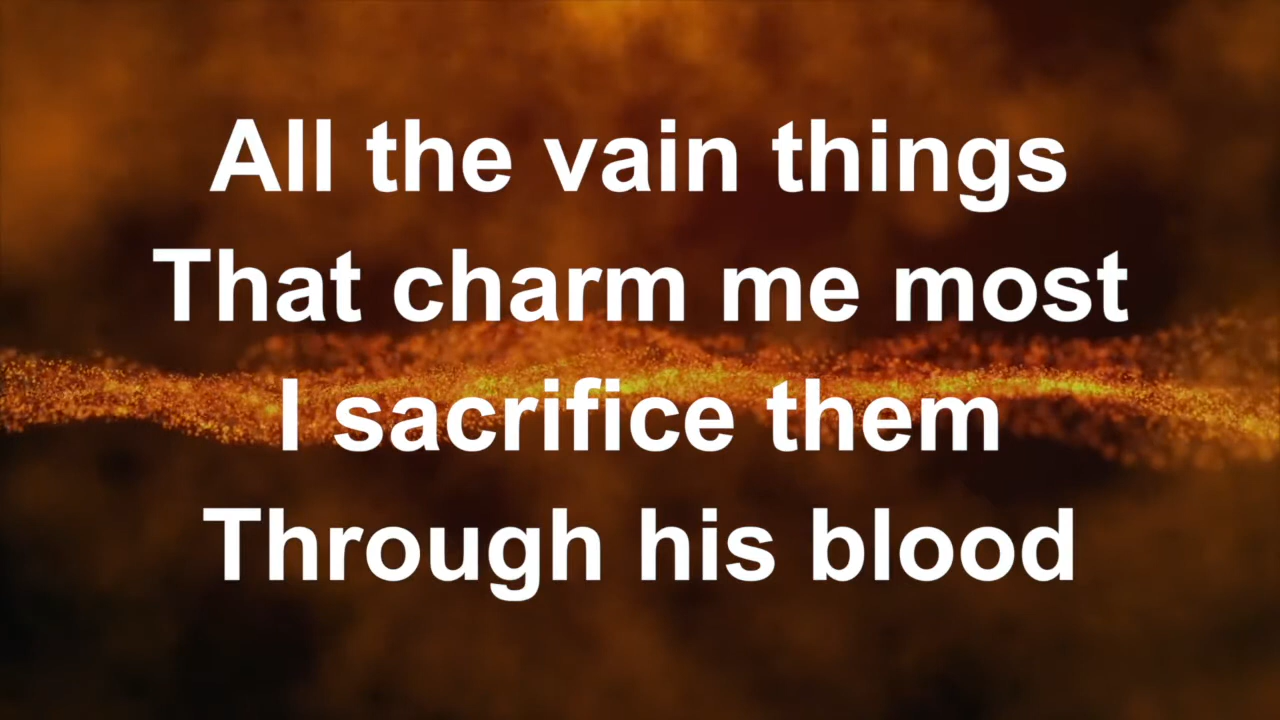 All the vain things
That charm me most
I sacrifice them
Through his blood